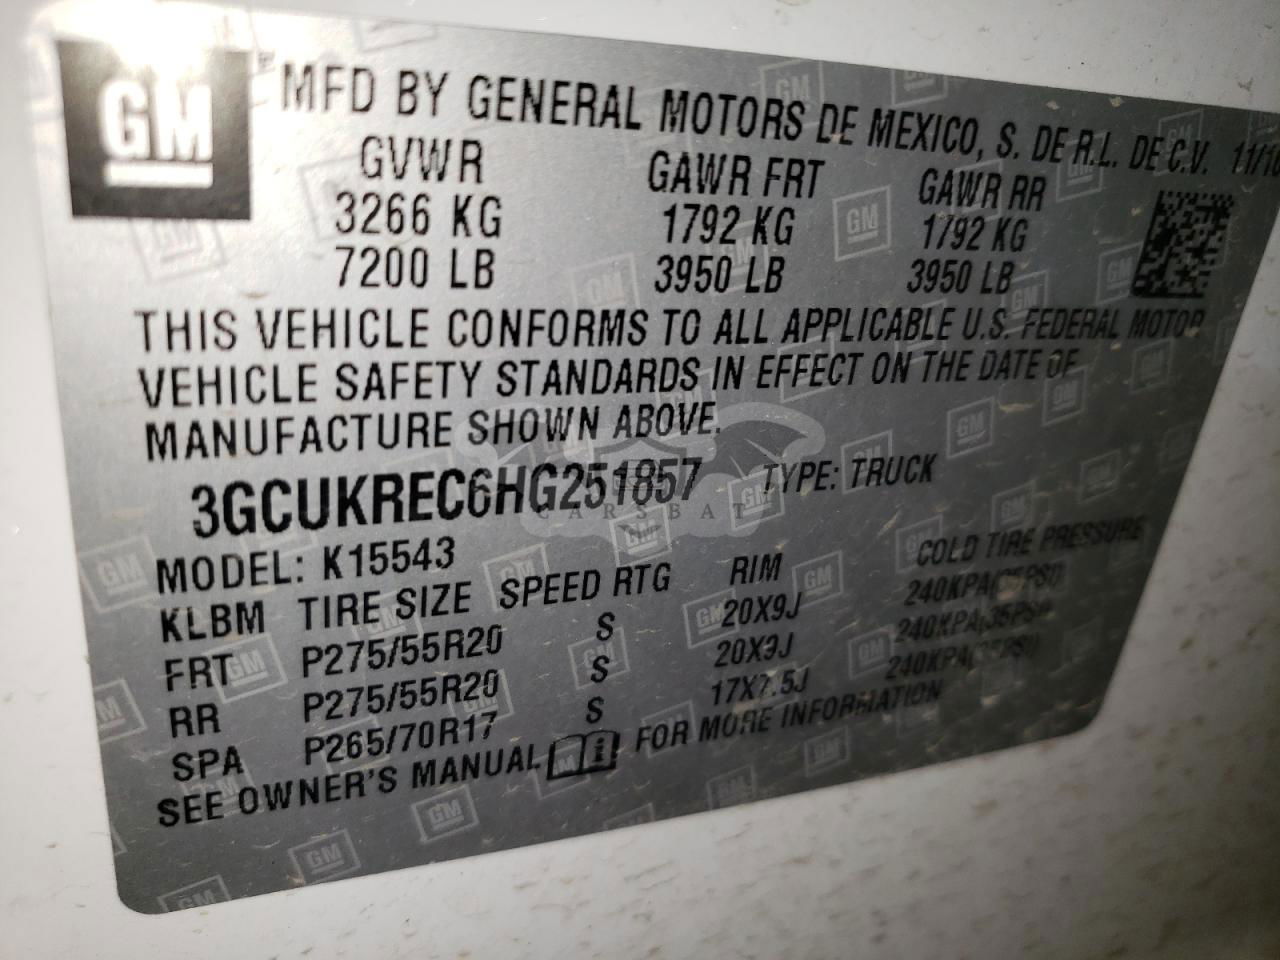 GM
MFD BY GENERAL MOTORS DE MEXICO, S. DE R.L. DE C.V.
GVWR GAWR FRT GAWR RR
3266 KG 1792 KG 1792 KG
7200 LB 3950 LB 3950 LB
THIS VEHICLE CONFORMS TO ALL APPLICABLE U.S. FEDERAL MOTOR
VEHICLE SAFETY STANDARDS IN EFFECT ON THE DATE OF
MANUFACTURE SHOWN ABOVE.
3GCUKREC6HG251857 TYPE: TRUCK
CARSBAT
MODEL: K15543
KLBM TIRE SIZE SPEED RTG RIM COLD TIRE PRESSURE
FRT P275/55R20 S 20X9J 240KPA(35PSI)
RR P275/55R20 S 20X9J 240KPA(35PSI)
SPA P265/70R17 S 17X7.5J 240KPA(35PSI)
SEE OWNER'S MANUAL FOR MORE INFORMATION